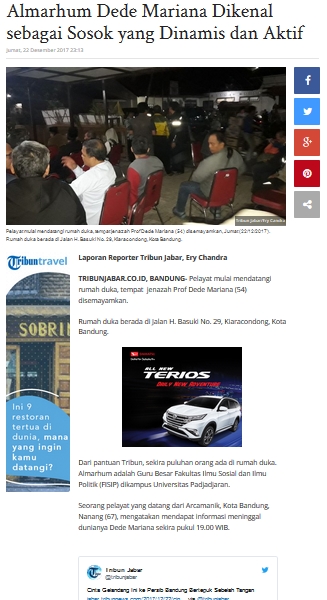 Almarhum Dede Mariana Dikenal
sebagai Sosok yang Dinamis dan Aktif
Jumat, 22 Desember 2017 23:13
Tribun Jabar/Ery Candra
Pelayat mulai mendatangi rumah duka, tempat jenazah Prof Dede Mariana (54) disemayamkan, Jumat (22/12/2017).
Rumah duka berada di Jalan H. Basuki No. 29, Kiaracondong, Kota Bandung.
Tribun travel
SOBRI
Ini 9
restoran
tertua di
dunia, mana
yang ingin
kamu
datangi?
Laporan Reporter Tribun Jabar, Ery Chandra
TRIBUNJABAR.CO.ID, BANDUNG- Pelayat mulai mendatangi
rumah duka, tempat jenazah Prof Dede Mariana (54)
disemayamkan.
Rumah duka berada di Jalan H. Basuki No. 29, Kiaracondong, Kota
Bandung.
ALL NEW
TERIOS
DAILY NEW ADVENTURE
Dari pantuan Tribun, sekira puluhan orang ada di rumah duka.
Almarhum adalah Guru Besar Fakultas Ilmu Sosial dan Ilmu
Politik (FISIP) dikampus Universitas Padjadjaran.
Seorang pelayat yang datang dari Arcamanik, Kota Bandung,
Nanang (67), mengatakan mendapat informasi meninggal
dunianya Dede Mariana sekira pukul 19.00 WIB.
Tribun Jabar
@tribunjabar
Cinta Gelandang Ini ke Persib Bandung Bertepuk Sebelah Tangan